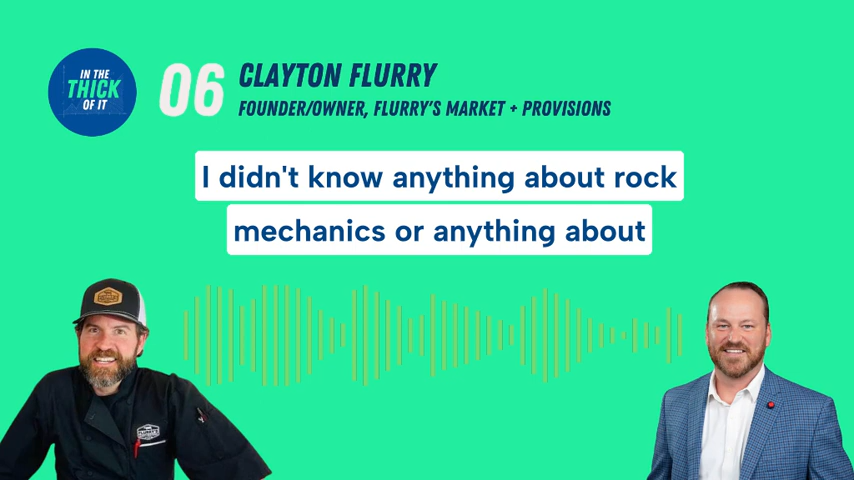 IN THE
THICK
OF IT
06
CLAYTON FLURRY
FOUNDER/OWNER, FLURRY'S MARKET + PROVISIONS
I didn't know anything about rock
mechanics or anything about